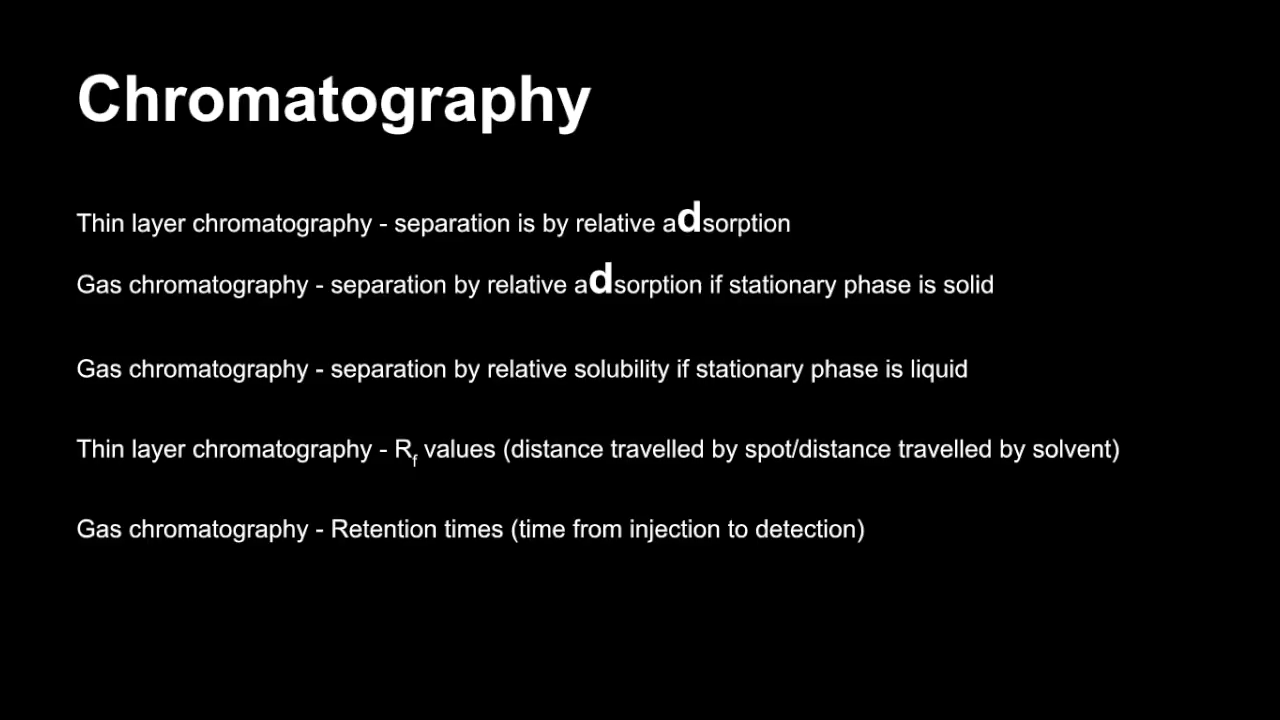 Chromatography
Thin layer chromatography - separation is by relative adsorption
Gas chromatography - separation by relative adsorption if stationary phase is solid
Gas chromatography - separation by relative solubility if stationary phase is liquid
Thin layer chromatography - Rf values (distance travelled by spot/distance travelled by solvent)
Gas chromatography - Retention times (time from injection to detection)